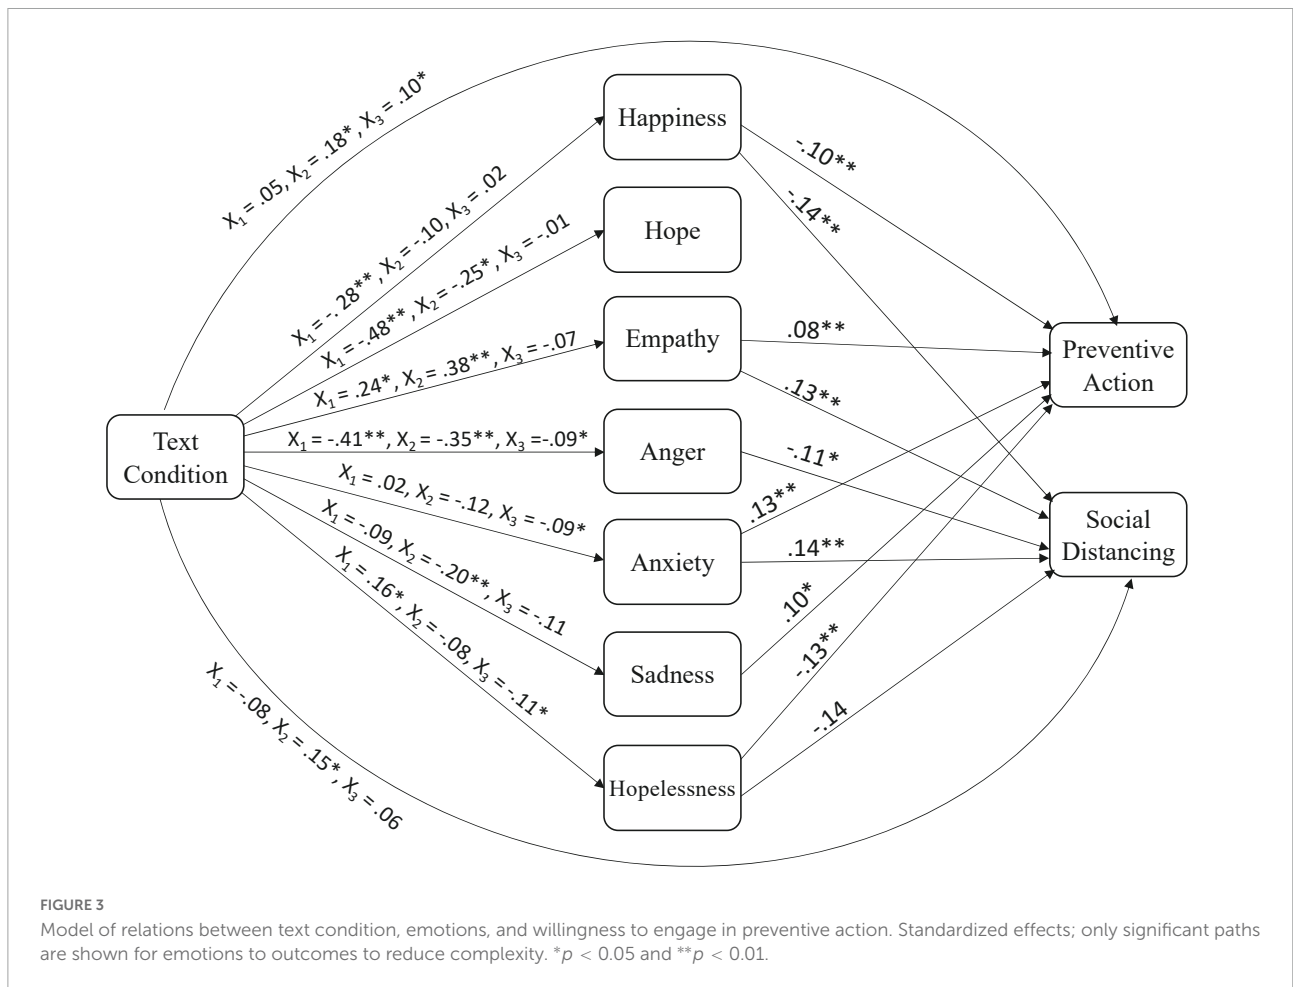 X₁ = .05, X₂ = .18*, X₃ = .10*
Happiness
X₁ = -. 28**, X₂ = -.10, X₃ = .02
-.10**
-.14**
Hope
X₁ = -.48** , X₂ = -.25*, X₃ = -.01
Empathy
X₁ = .24*, X₂ = .38**, X₃ = -.07
.08**
.13**
Preventive
Action
Text
Condition
X₁ = -.41**, X₂ = -.35**, X₃ =-.09*
Anger
-.11*
X₁ = .02, X₂ = -.12, X₃ = -.09*
Anxiety
.13**
.14**
Social
Distancing
X₁ = -.09, X₂ = -.20**, X₃ = -.11
Sadness
.10*
X₁ = .16*, X₂ = -.08, X₃ = -.11*
Hopelessness
-.13**
-.14
X₁ = -.08, X₂ = .15*, X₃ = .06
FIGURE 3
Model of relations between text condition, emotions, and willingness to engage in preventive action. Standardized effects; only significant paths
are shown for emotions to outcomes to reduce complexity. *p < 0.05 and **p < 0.01.